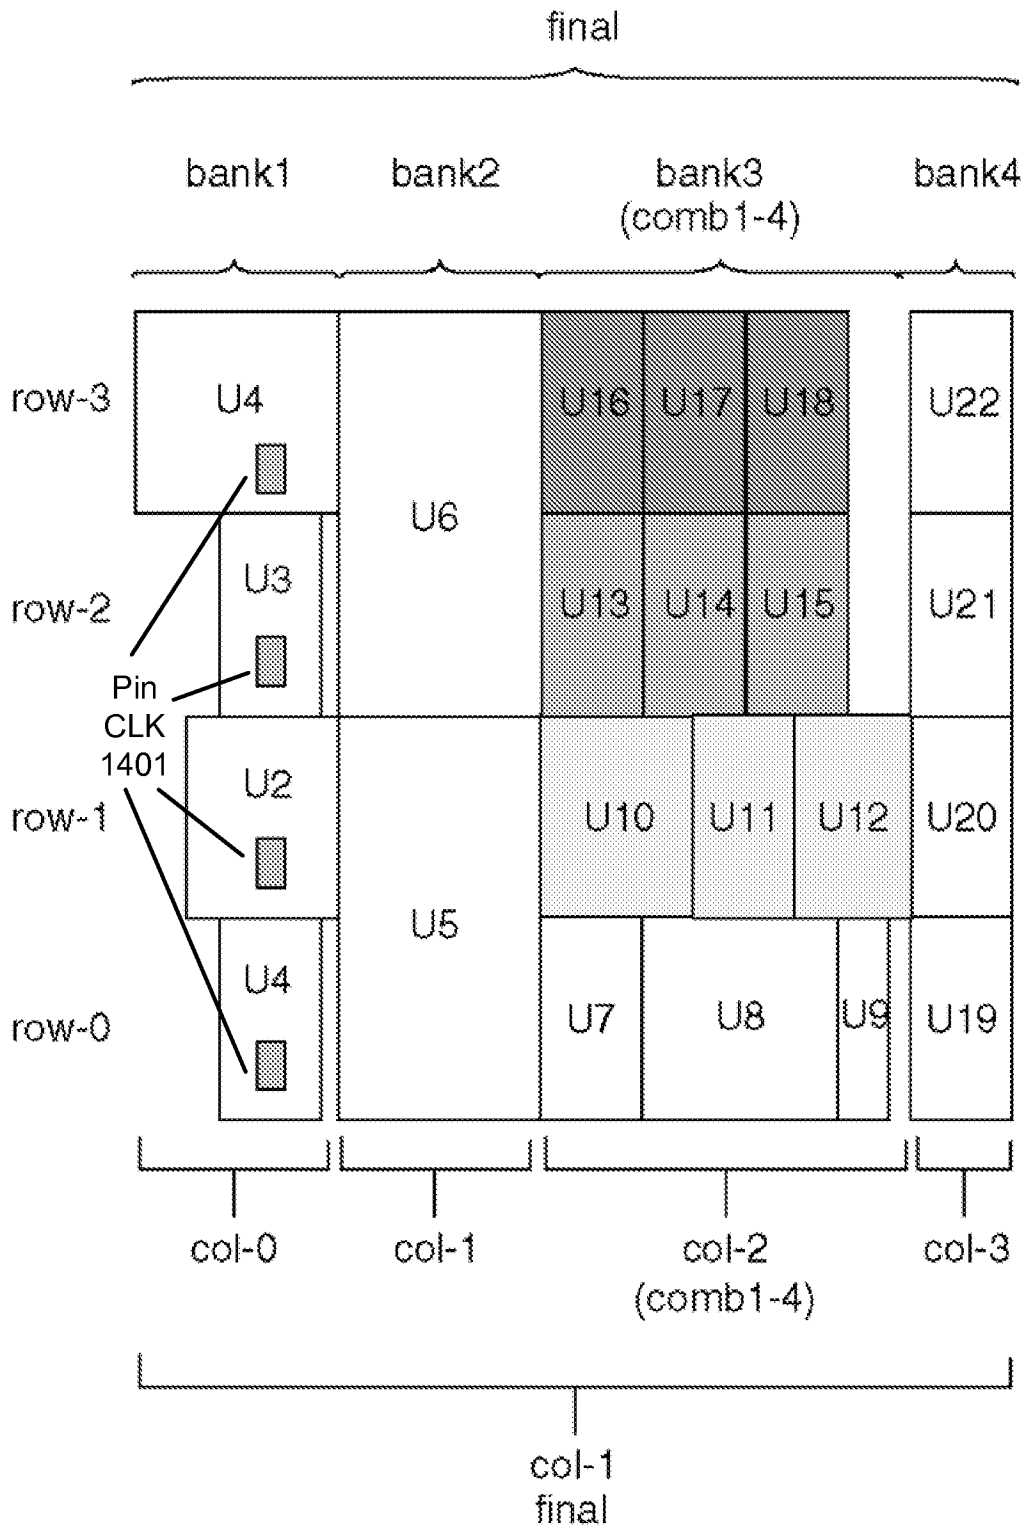 final
bank1 bank2 bank3 bank4
(comb1-4)
row-3 U4 U16 U17 U18 U22
U6
U3
row-2 U13 U14 U15 U21
Pin
CLK
1401
U2
row-1 U10 U11 U12 U20
U5
U4
row-0 U7 U8 U9 U19
col-0 col-1 col-2 col-3
(comb1-4)
col-1
final